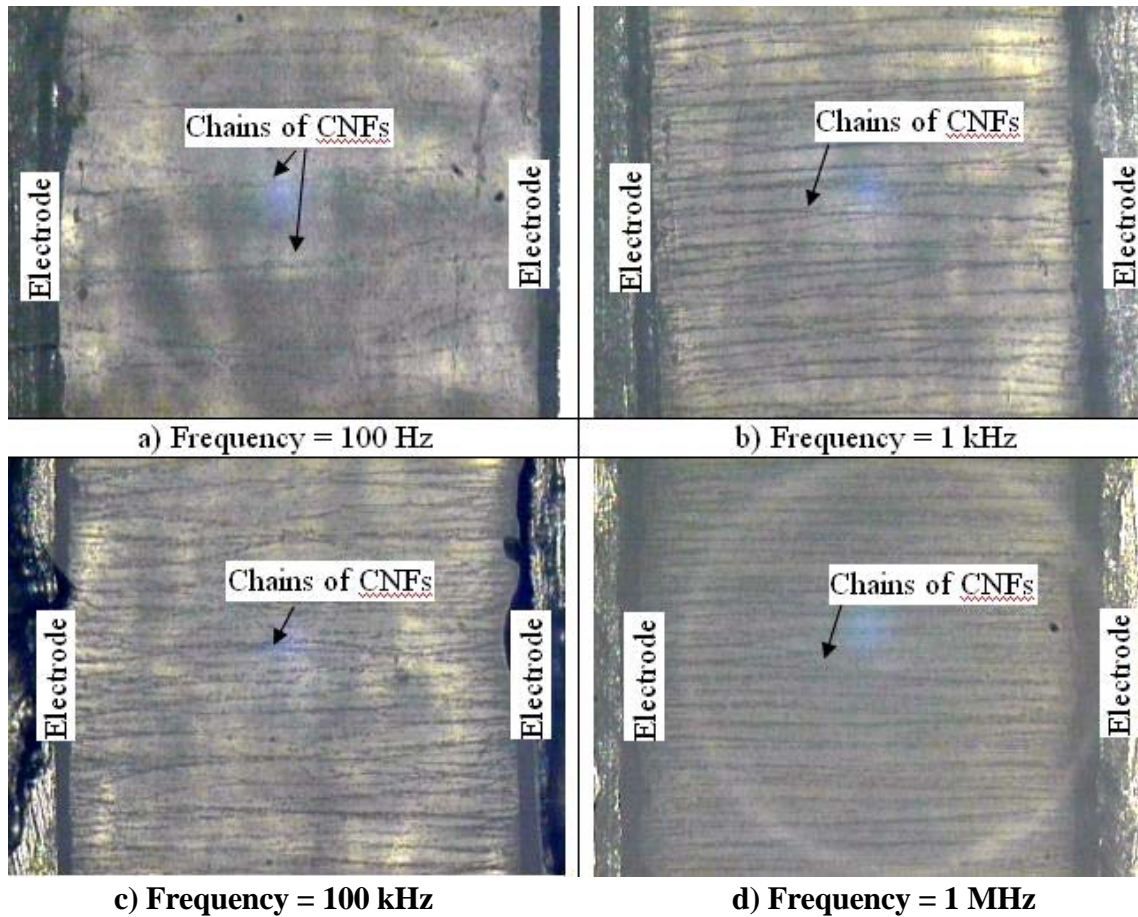 Chains of CNFs
Electrode
Electrode
a) Frequency = 100 Hz
Chains of CNFs
Electrode
Electrode
b) Frequency = 1 kHz
Chains of CNFs
Electrode
Electrode
c) Frequency = 100 kHz
Chains of CNFs
Electrode
Electrode
d) Frequency = 1 MHz